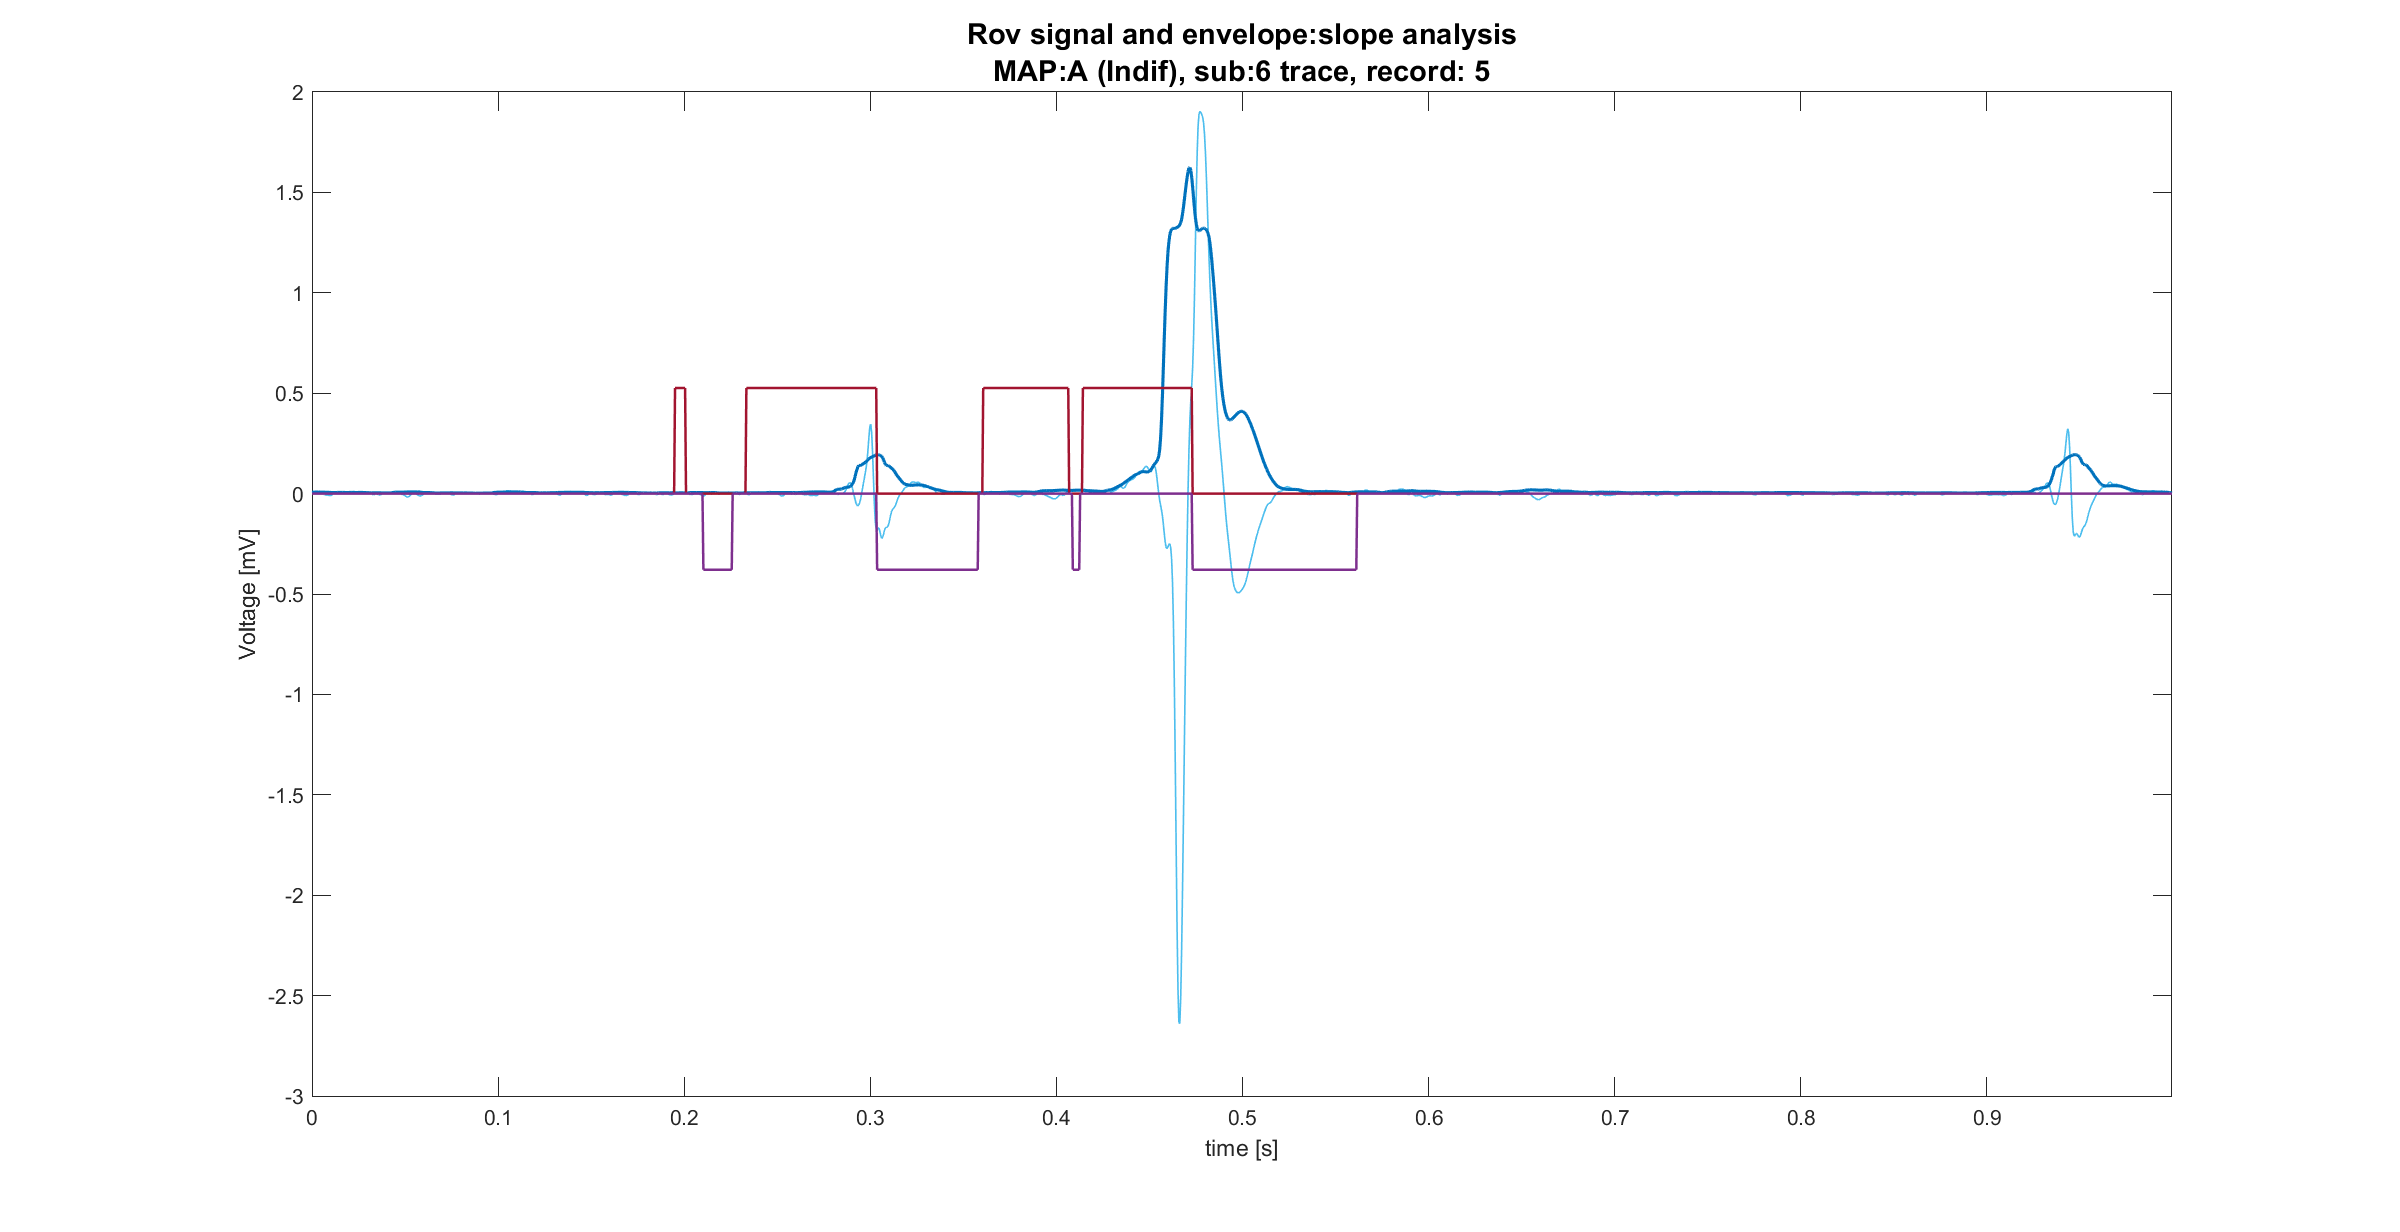 Rov signal and envelope:slope analysis
MAP:A (Indif), sub:6 trace, record: 5
2
1.5
1
0.5
0
-0.5
-1
-1.5
-2
-2.5
-3
Voltage [mV]
0 0.1 0.2 0.3 0.4 0.5 0.6 0.7 0.8 0.9
time [s]